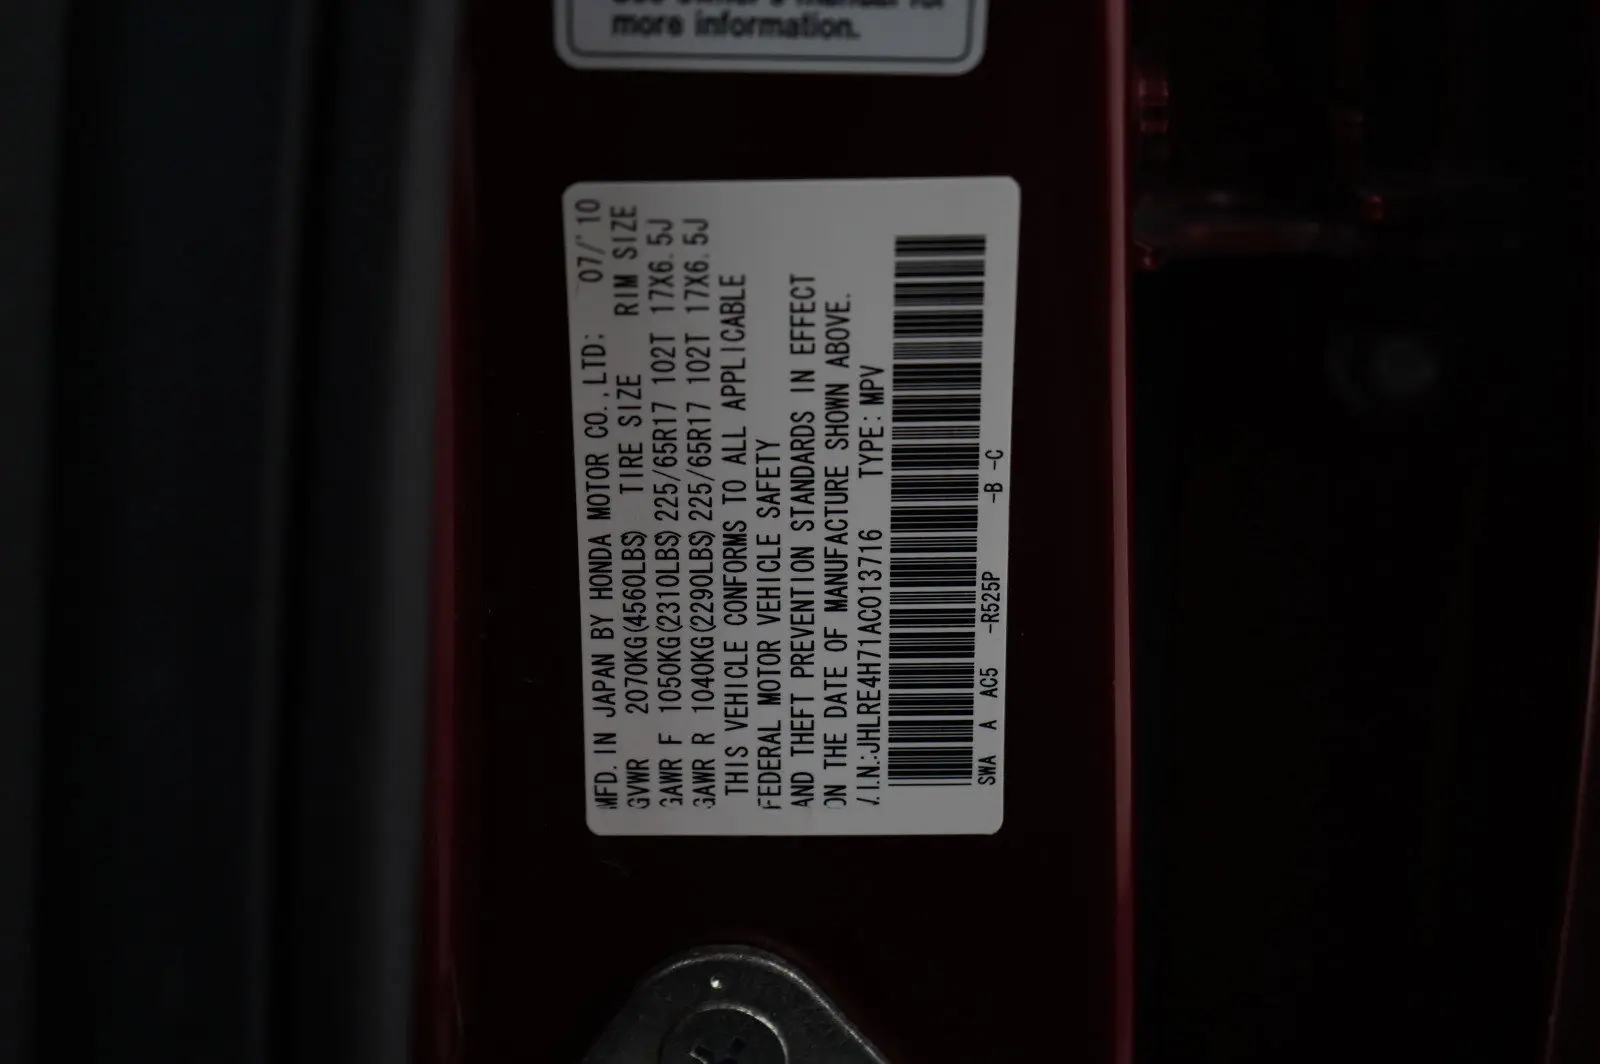 more information.
MFD. IN JAPAN BY HONDA MOTOR CO., LTD: 07/'10
GVWR 2070KG(4560LBS) TIRE SIZE RIM SIZE
GAWR F 1050KG(2310LBS) 225/65R17 102T 17X6.5J
GAWR R 1040KG(2290LBS) 225/65R17 102T 17X6.5J
THIS VEHICLE CONFORMS TO ALL APPLICABLE
FEDERAL MOTOR VEHICLE SAFETY
AND THEFT PREVENTION STANDARDS IN EFFECT
ON THE DATE OF MANUFACTURE SHOWN ABOVE.
V.I.N.:JHLRE4H71AC013716 TYPE:MPV
SWA A AC5 -R525P -B -C